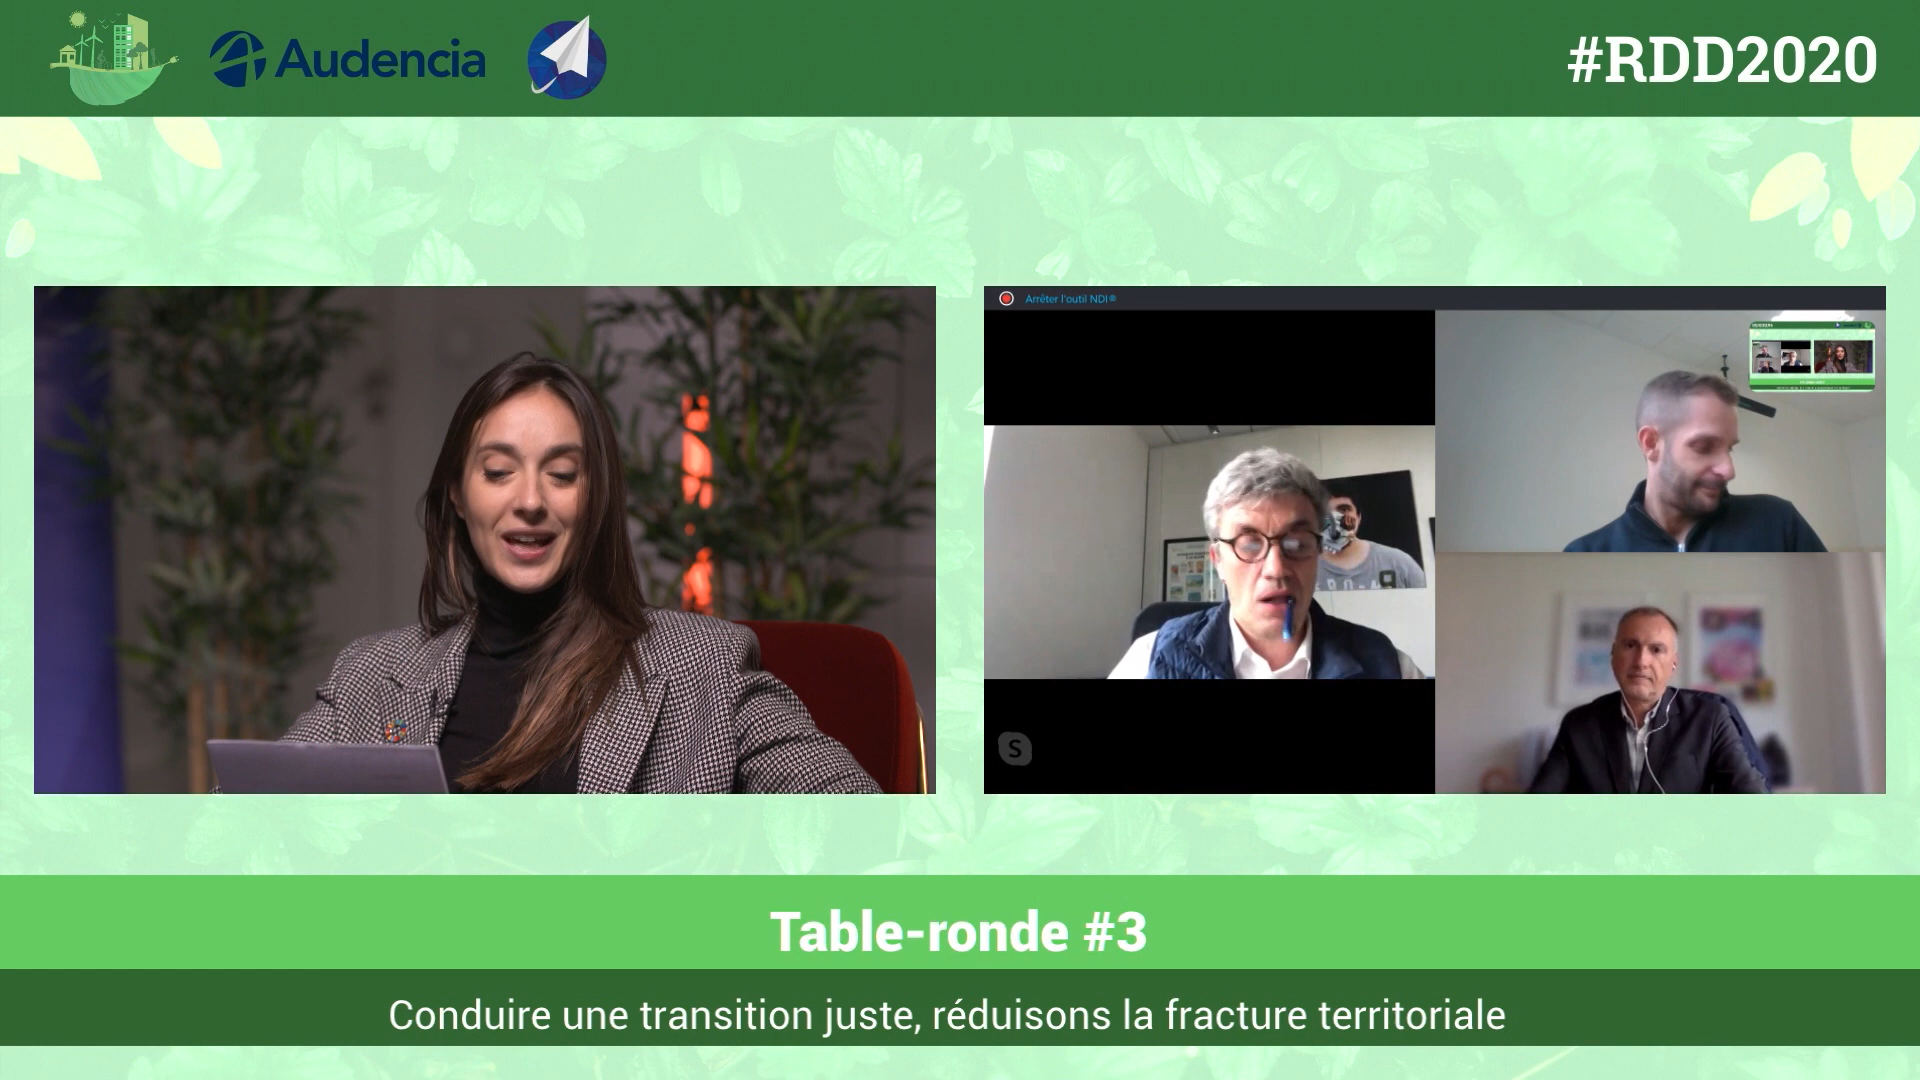 Audencia
#RDD2020
Arrêter l'outil NDI®
S
Table-ronde #3
Conduire une transition juste, réduisons la fracture territoriale